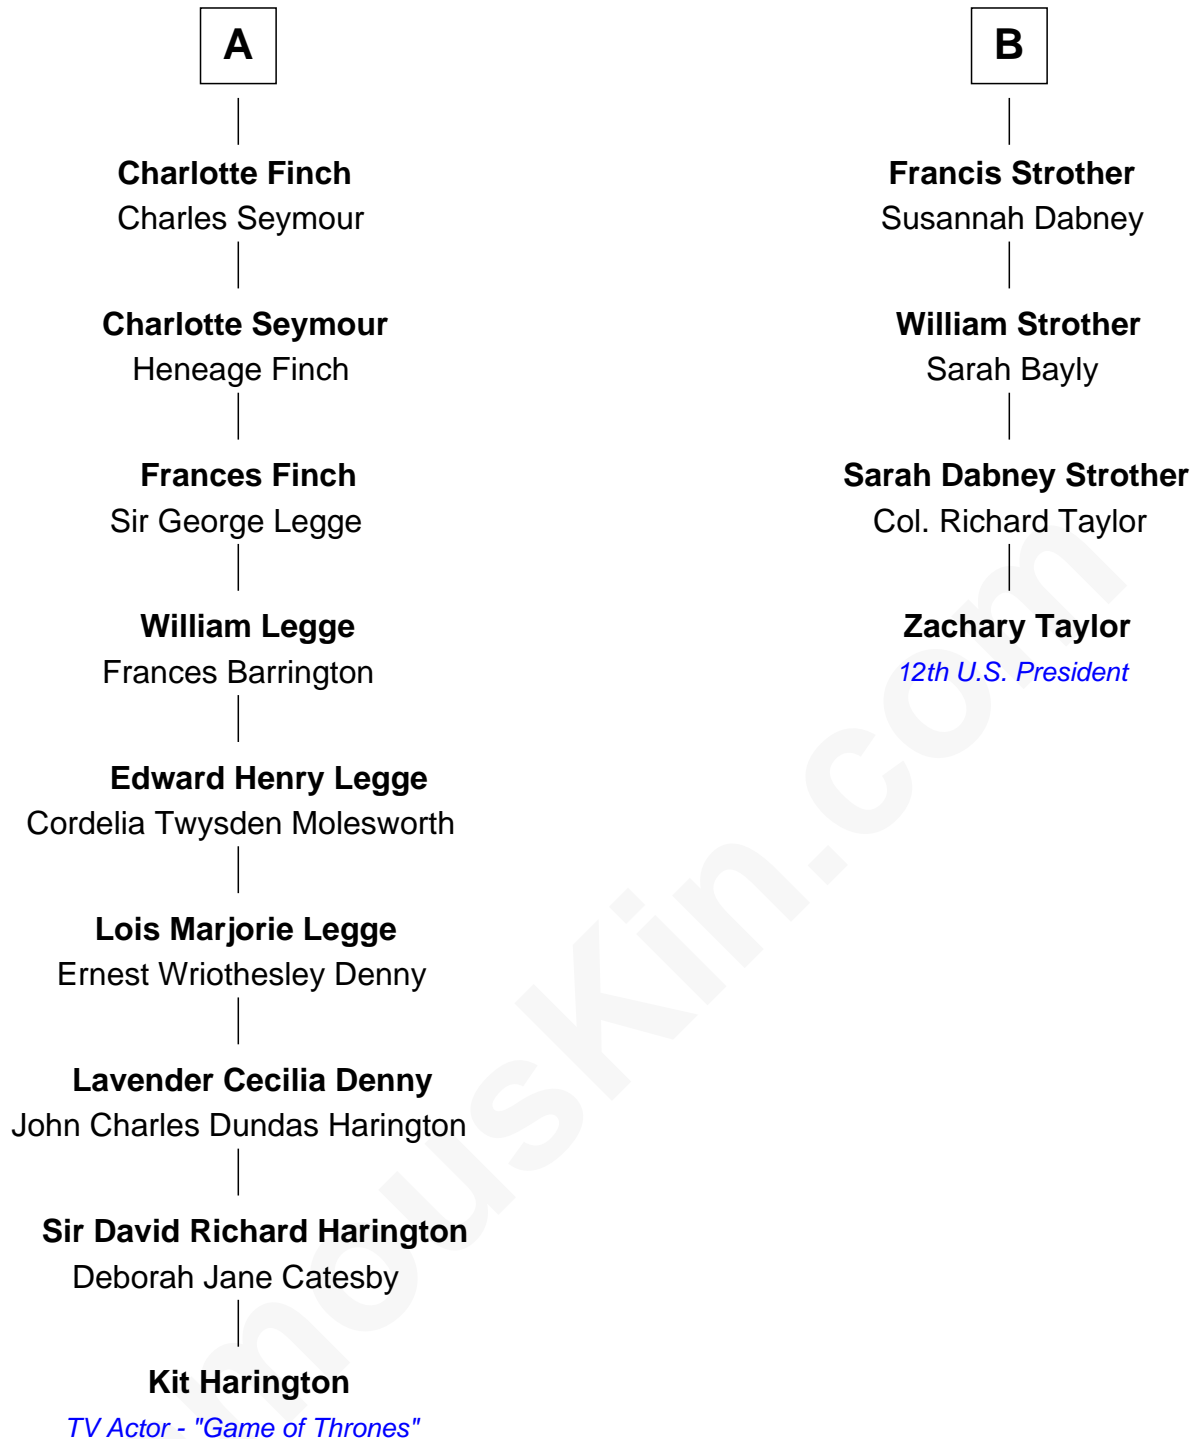 A
Charlotte Finch
Charles Seymour
Charlotte Seymour
Heneage Finch
Frances Finch
Sir George Legge
William Legge
Frances Barrington
Edward Henry Legge
Cordelia Twysden Molesworth
Lois Marjorie Legge
Ernest Wriothesley Denny
Lavender Cecilia Denny
John Charles Dundas Harington
Sir David Richard Harington
Deborah Jane Catesby
Kit Harington
TV Actor - "Game of Thrones"
B
Francis Strother
Susannah Dabney
William Strother
Sarah Bayly
Sarah Dabney Strother
Col. Richard Taylor
Zachary Taylor
12th U.S. President
mousKin.com